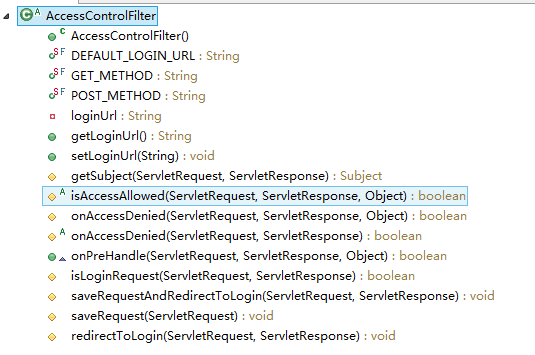 AccessControlFilter
AccessControlFilter()
DEFAULT_LOGIN_URL : String
GET_METHOD : String
POST_METHOD : String
loginUrl : String
getLoginUrl() : String
setLoginUrl(String) : void
getSubject(ServletRequest, ServletResponse) : Subject
isAccessAllowed(ServletRequest, ServletResponse, Object) : boolean
onAccessDenied(ServletRequest, ServletResponse, Object) : boolean
onAccessDenied(ServletRequest, ServletResponse) : boolean
onPreHandle(ServletRequest, ServletResponse, Object) : boolean
isLoginRequest(ServletRequest, ServletResponse) : boolean
saveRequestAndRedirectToLogin(ServletRequest, ServletResponse) : void
saveRequest(ServletRequest) : void
redirectToLogin(ServletRequest, ServletResponse) : void